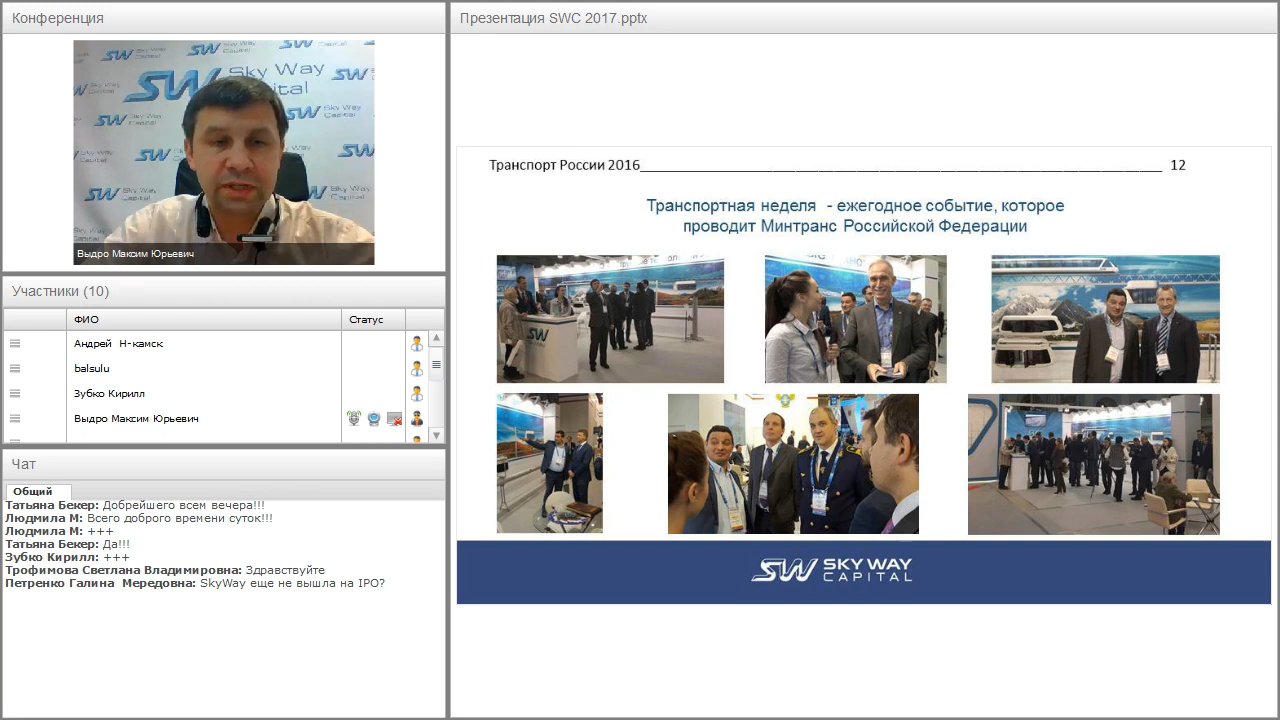 Конференция
Sky Way
Capital
Выдро Максим Юрьевич
Участники (10)
ФИО Статус
Андрей Н-камск
balsulu
Зубко Кирилл
Выдро Максим Юрьевич
Чат
Общий
Татьяна Бекер: Добрейшего всем вечера!!!
Людмила М: Всего доброго времени суток!!!
Людмила М: +++
Татьяна Бекер: Да!!!
Зубко Кирилл: +++
Трофимова Светлана Владимировна: Здравствуйте
Петренко Галина Мередовна: SkyWay еще не вышла на IPO?
Презентация SWC 2017.pptx
Транспорт России 2016 12
Транспортная неделя - ежегодное событие, которое
проводит Минтранс Российской Федерации
SW
SW SKY WAY
CAPITAL